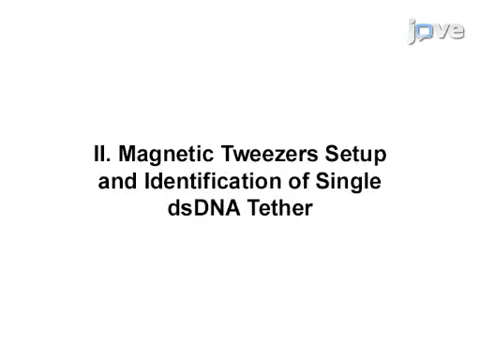 jove
II. Magnetic Tweezers Setup
and Identification of Single
dsDNA Tether